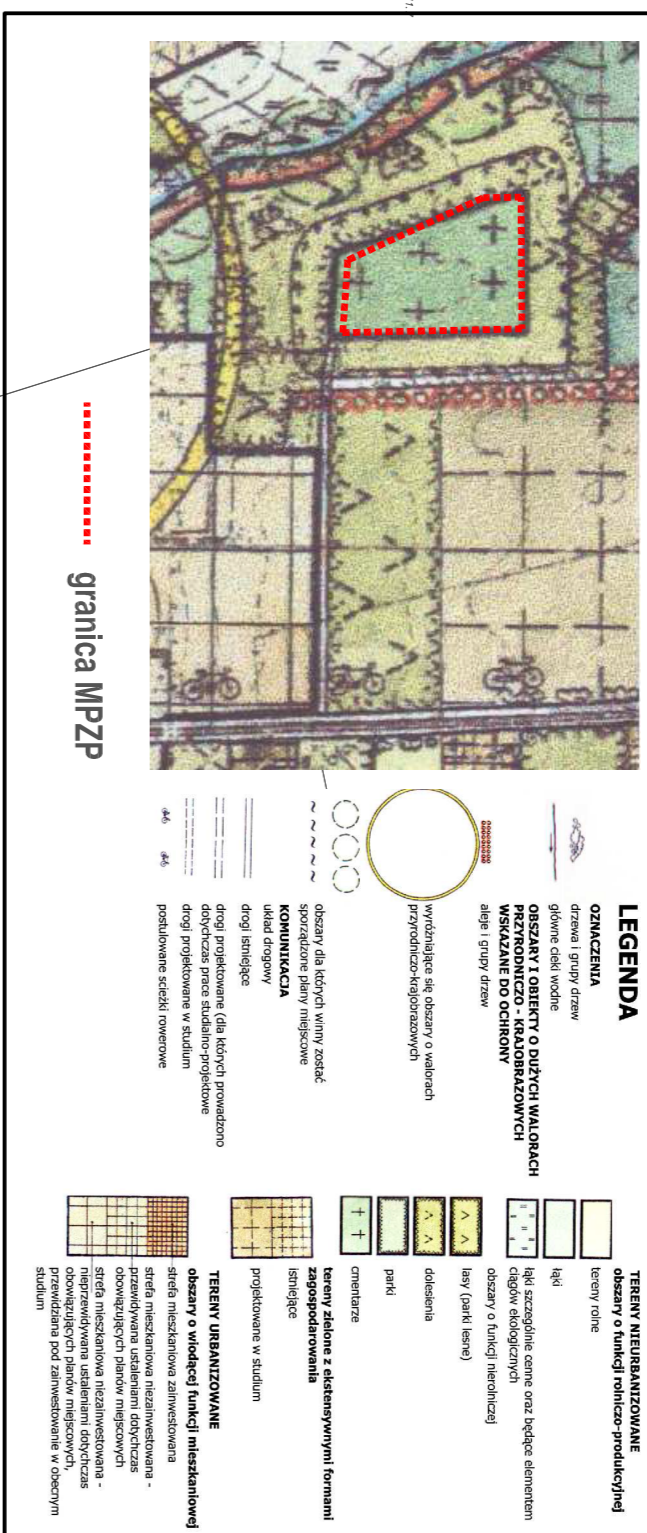 granica MPZP
LEGENDA
OZNACZENIA
drzewa i grupy drzew
główne cieki wodne
OBSZARY I OBIEKTY O DUŻYCH WALORACH
PRZYRODNICZO - KRAJOBRAZOWYCH
WSKAZANE DO OCHRONY
aleje i grupy drzew
wyróżniające się obszary o walorach
przyrodniczo-krajobrazowych
obszary dla których winny zostać
sporządzone plany miejscowe
KOMUNIKACJA
układ drogowy
drogi istniejące
drogi projektowane (dla których prowadzono
dotychczas prace studialno-projektowe
drogi projektowane w studium
postulowane scieżki rowerowe
TERENY NIEURBANIZOWANE
obszary o funkcji rolniczo-produkcyjnej
tereny rolne
łąki
łąki szczególnie cenne oraz będące elementem
ciągów ekologicznych
obszary o funkcji nierolniczej
lasy (parki lesne)
dolesienia
parki
cmentarze
tereny zielone z ekstensywnymi formami
zagospodarowania
istniejące
projektowane w studium
TERENY URBANIZOWANE
obszary o wiodącej funkcji mieszkaniowej
strefa mieszkaniowa zainwestowana
strefa mieszkaniowa niezainwestowana -
przewidywana ustaleniami dotychczas
obowiązujących planów miejscowych
strefa mieszkaniowa niezainwestowana -
nieprzewidywana ustaleniami dotychczas
obowiązujących planów miejscowych,
przewidziana pod zainwestowanie w obecnym
studium